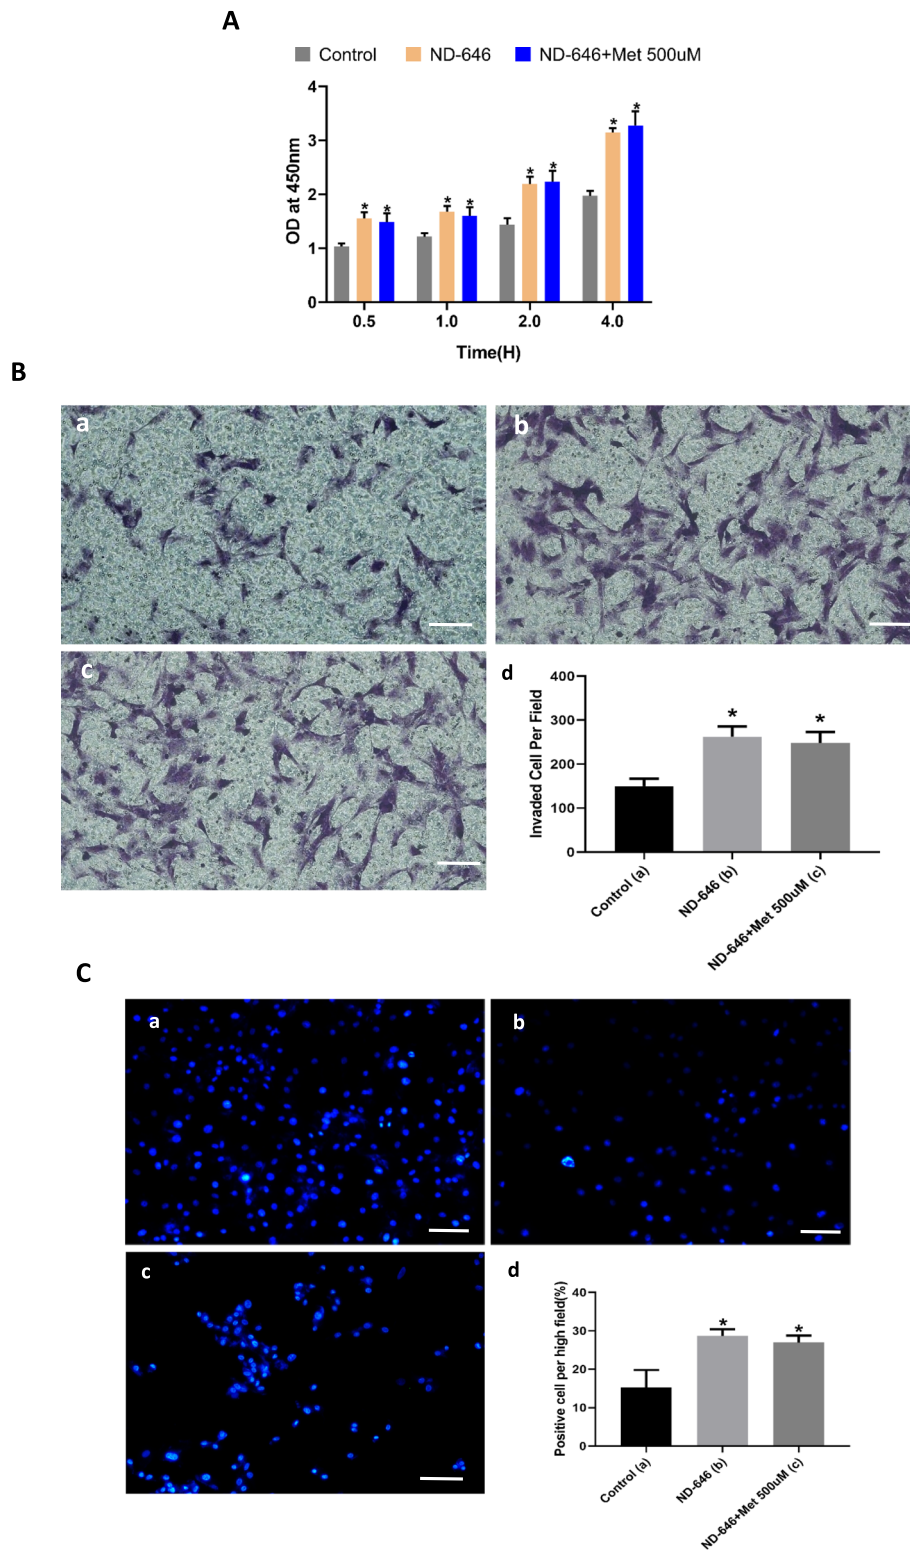 A
Control ND-646 ND-646+Met 500uM
OD at 450nm
4
3
2
1
0
* * * * * * * *
0.5 1.0 2.0 4.0
Time(H)
B
a
b
c
d
Invaded Cell Per Field
400
300
200
100
0
* *
Control (a)
ND-646 (b)
ND-646+Met 500uM (c)
C
a
b
c
d
Positive cell per high field(%)
40
30
20
10
0
* *
Control (a)
ND-646 (b)
ND-646+Met 500uM (c)